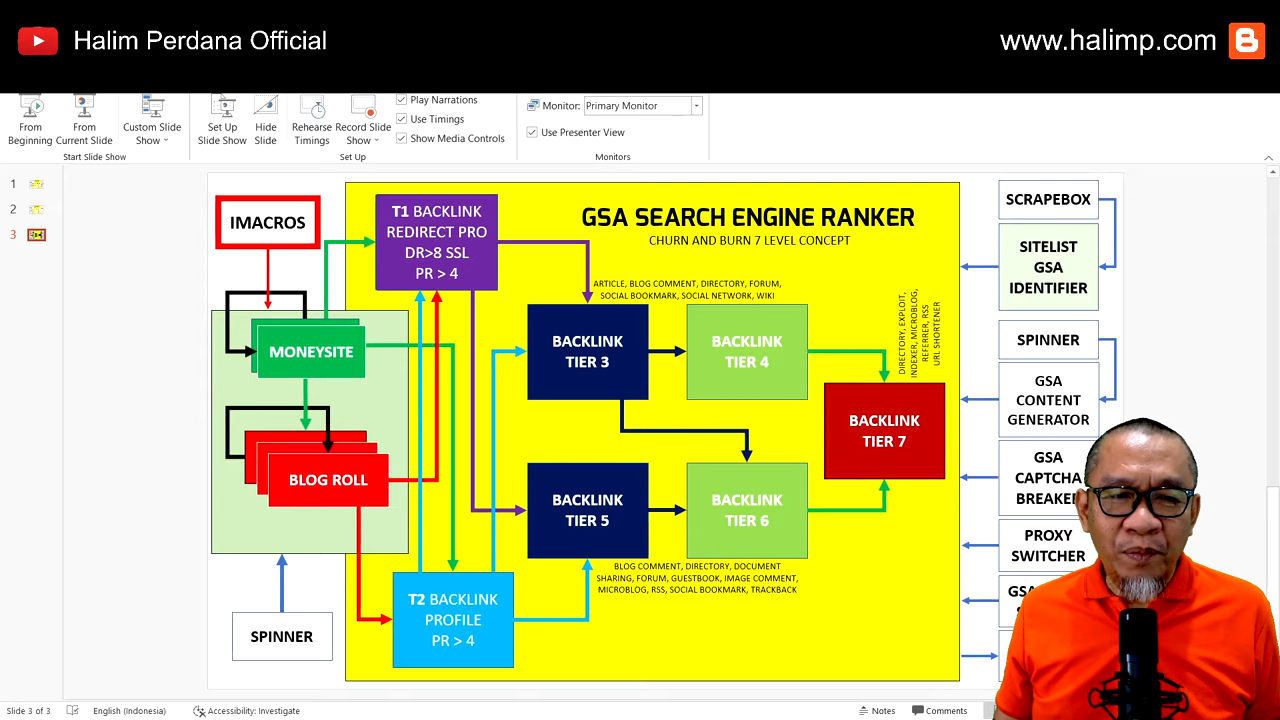 Halim Perdana Official
www.halimp.com
From Beginning
From Current Slide
Custom Slide Show
Set Up Slide Show
Hide Slide
Rehearse Timings
Record Slide Show
Play Narrations
Use Timings
Show Media Controls
Monitor: Primary Monitor
Use Presenter View
Start Slide Show
Set Up
Monitors
1
2
3
IMACROS
MONEYSITE
BLOG ROLL
SPINNER
T1 BACKLINK
REDIRECT PRO
DR>8 SSL
PR > 4
GSA SEARCH ENGINE RANKER
CHURN AND BURN 7 LEVEL CONCEPT
ARTICLE, BLOG COMMENT, DIRECTORY, FORUM,
SOCIAL BOOKMARK, SOCIAL NETWORK, WIKI
BACKLINK
TIER 3
BACKLINK
TIER 4
DIRECTORY, EXPLOIT,
INDEXER, MICROBLOG,
REFERRER, RSS
URL SHORTENER
BACKLINK
TIER 7
BACKLINK
TIER 5
BACKLINK
TIER 6
BLOG COMMENT, DIRECTORY, DOCUMENT
SHARING, FORUM, GUESTBOOK, IMAGE COMMENT,
MICROBLOG, RSS, SOCIAL BOOKMARK, TRACKBACK
T2 BACKLINK
PROFILE
PR > 4
SCRAPEBOX
SITELIST
GSA
IDENTIFIER
SPINNER
GSA
CONTENT
GENERATOR
GSA
CAPTCHA
BREAKE
PROXY
SWITCHER
Slide 3 of 3
English (Indonesia)
Accessibility: Investigate
Notes
Comments